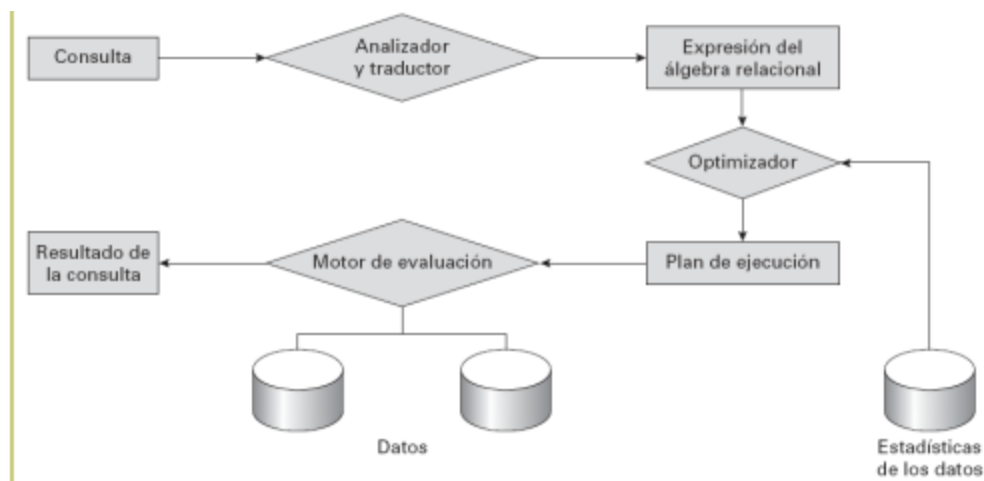 Consulta
Analizador
y traductor
Expresión del
álgebra relacional
Optimizador
Resultado de
la consulta
Motor de evaluación
Plan de ejecución
Datos
Estadísticas
de los datos